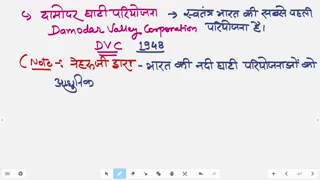 → दामोदर घाटी परियोजना → स्वतंत्र भारत की सबसे पहली
Damodar Valley Corporation परियोजना है।
DVC 1948
(Note -: नेहरू जी द्वारा - भारत की नदी घाटी परियोजनाओं को
आधुनिक